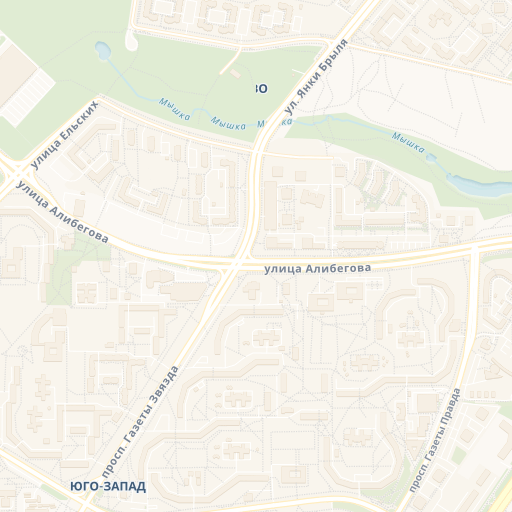 ул. Янки Брыля
ЗО
Мышка
Мышка
Мышка
Мышка
улица Ельских
улица Алибегова
улица Алибегова
просп. Газеты Звязда
просп. Газеты Правда
ЮГО-ЗАПАД